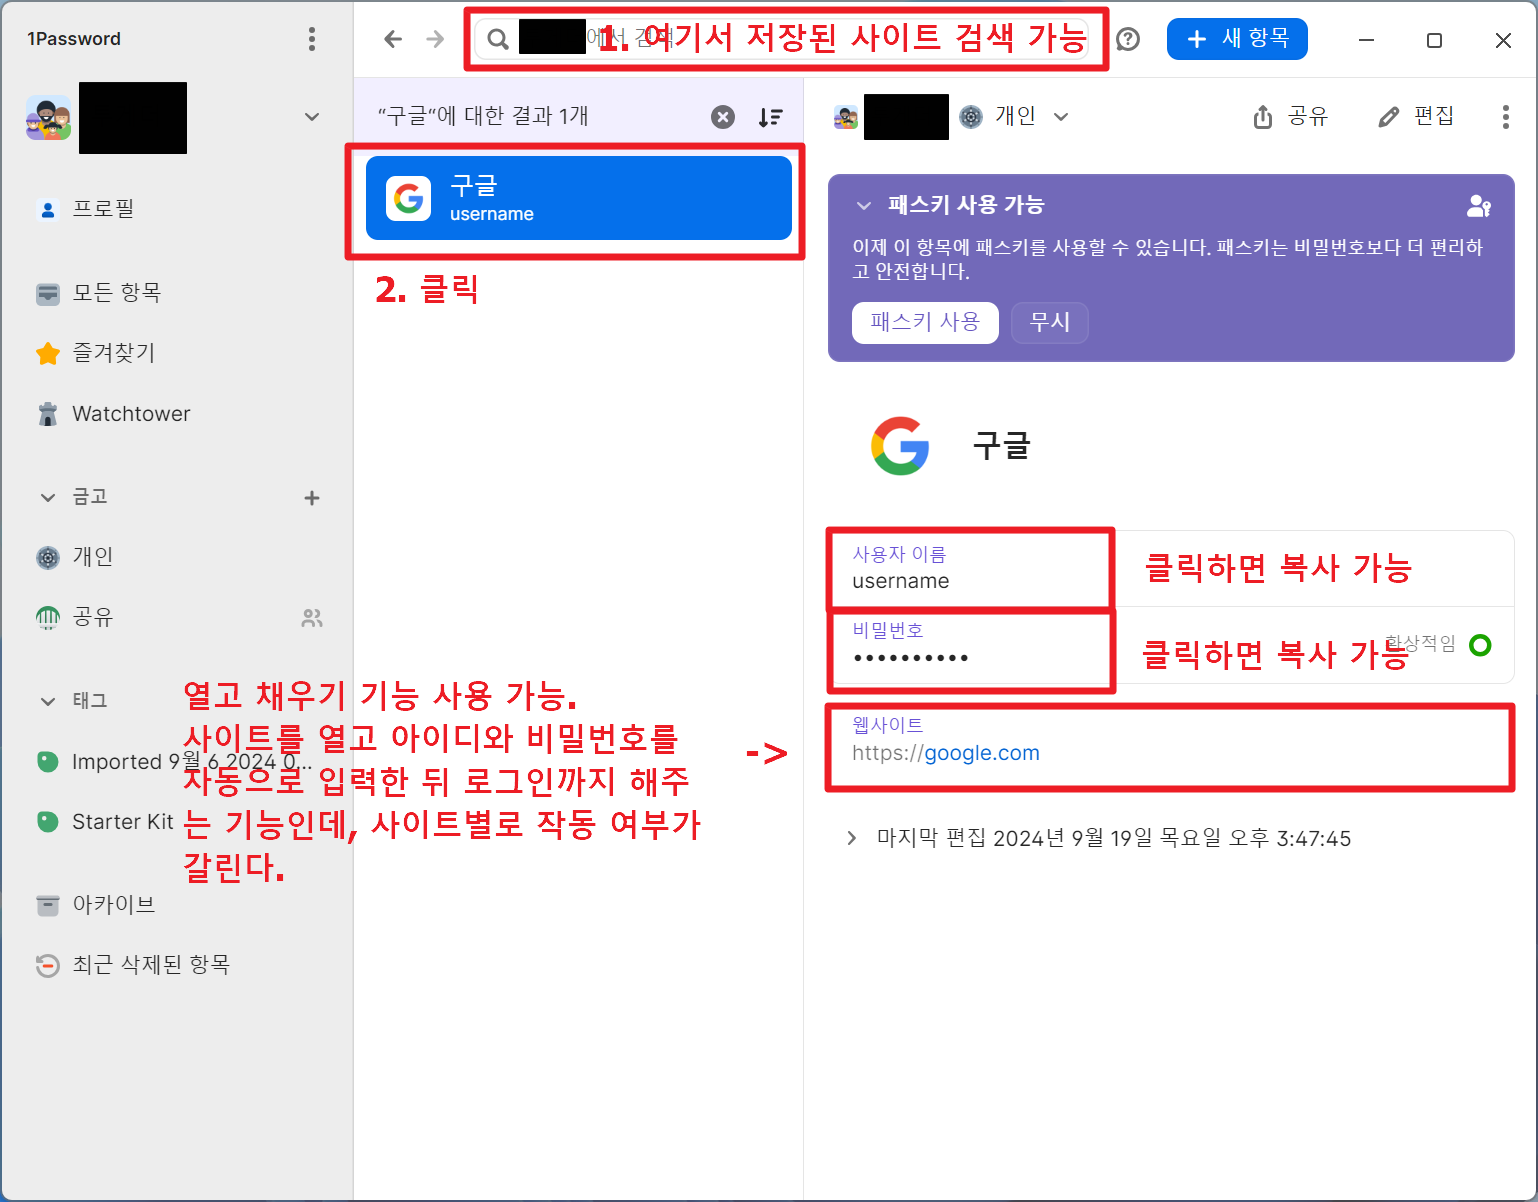 1Password
에서 검색
1. 여기서 저장된 사이트 검색 가능
새 항목
“구글“에 대한 결과 1개
개인
공유
편집
구글
username
2. 클릭
프로필
모든 항목
즐겨찾기
Watchtower
금고
개인
공유
태그
Imported 9월 6 2024 0...
Starter Kit
아카이브
최근 삭제된 항목
열고 채우기 기능 사용 가능.
사이트를 열고 아이디와 비밀번호를
자동으로 입력한 뒤 로그인까지 해주
는 기능인데, 사이트별로 작동 여부가
갈린다.
->
패스키 사용 가능
이제 이 항목에 패스키를 사용할 수 있습니다. 패스키는 비밀번호보다 더 편리하
고 안전합니다.
패스키 사용
무시
구글
사용자 이름
username
클릭하면 복사 가능
비밀번호
••••••••••
클릭하면 복사 가능
환상적임
웹사이트
https://google.com
마지막 편집 2024년 9월 19일 목요일 오후 3:47:45